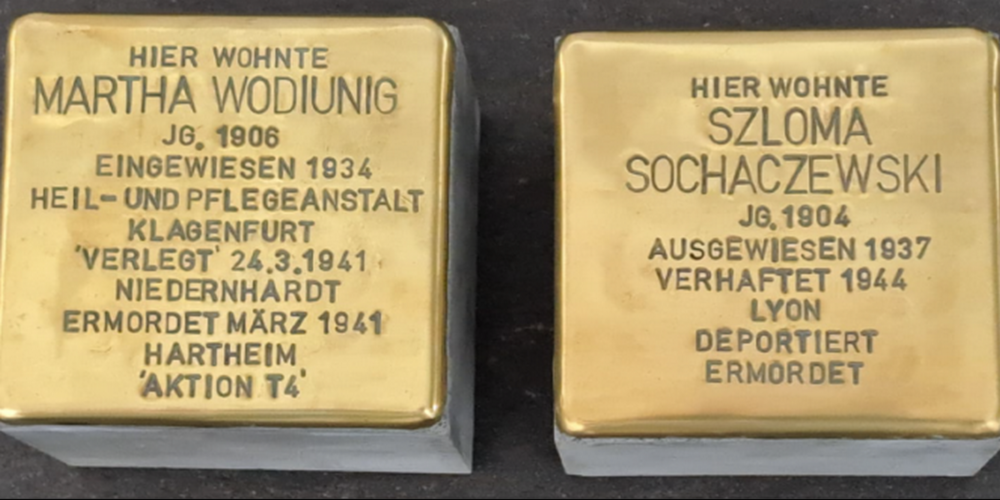 HIER WOHNTE
MARTHA WODIUNIG
JG. 1906
EINGEWIESEN 1934
HEIL- UND PFLEGEANSTALT
KLAGENFURT
'VERLEGT' 24.3.1941
NIEDERNHARDT
ERMORDET MÄRZ 1941
HARTHEIM
'AKTION T4'
HIER WOHNTE
SZLOMA
SOCHACZEWSKI
JG. 1904
AUSGEWIESEN 1937
VERHAFTET 1944
LYON
DEPORTIERT
ERMORDET